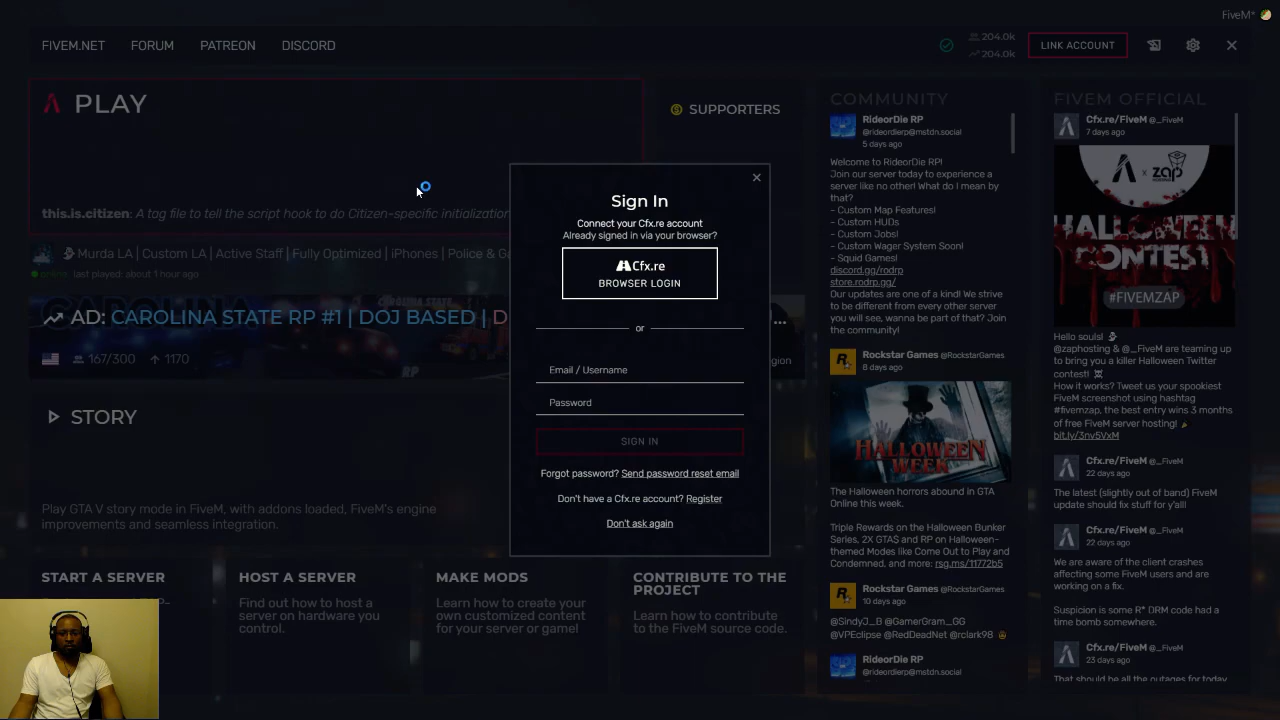 FiveM*
FIVEM.NET
FORUM
PATREON
DISCORD
204.0k
204.0k
LINK ACCOUNT
PLAY
this.is.citizen: A tag file to tell the script hook to do Citizen-specific initialization
Murda LA | Custom LA | Active Staff | Fully Optimized | iPhones | Police & G
online last played: about 1 hour ago
AD: CAROLINA STATE RP #1 | DOJ BASED | D
167/300
1170
STORY
Play GTA V story mode in FiveM, with addons loaded, FiveM's engine
improvements and seamless integration.
START A SERVER
HOST A SERVER
Find out how to host a
server on hardware you
control.
MAKE MODS
Learn how to create your
own customized content
for your server or game!
CONTRIBUTE TO THE
PROJECT
Learn how to contribute
to the FiveM source code.
SUPPORTERS
...
gion
Sign In
Connect your Cfx.re account
Already signed in via your browser?
Cfx.re
BROWSER LOGIN
or
Email / Username
Password
SIGN IN
Forgot password? Send password reset email
Don't have a Cfx.re account? Register
Don't ask again
COMMUNITY
RideorDie RP
@rideordierp@mstdn.social
5 days ago
Welcome to RideorDie RP!
Join our server today to experience a
server like no other! What do I mean by
that?
- Custom Map Features!
- Custom HUDs
- Custom Jobs!
- Custom Wager System Soon!
- Squid Games!
discord.gg/rodrp
store.rodrp.gg/
Our updates are one of a kind! We strive
to be different from every other server
you will see, wanna be part of that? Join
the community!
Rockstar Games @RockstarGames
8 days ago
HALLOWEEN
WEEK
The Halloween horrors abound in GTA
Online this week.
Triple Rewards on the Halloween Bunker
Series, 2X GTA$ and RP on Halloween-
themed Modes like Come Out to Play and
Condemned, and more: rsg.ms/11772b5
Rockstar Games @RockstarGames
10 days ago
@SindyJ_B @GamerGram_GG
@VPEclipse @RedDeadNet @rclark98
RideorDie RP
@rideordierp@mstdn.social
FIVEM OFFICIAL
Cfx.re/FiveM @_FiveM
7 days ago
x zap
HALLOWEEN
CONTEST
#FIVEMZAP
Hello souls!
@zaphosting & @_FiveM are teaming up
to bring you a killer Halloween Twitter
contest!
How it works? Tweet us your spookiest
FiveM screenshot using hashtag
#fivemzap, the best entry wins 3 months
of free FiveM server hosting!
bit.ly/3nv5VxM
Cfx.re/FiveM @_FiveM
22 days ago
The latest (slightly out of band) FiveM
update should fix stuff for y'all!
Cfx.re/FiveM @_FiveM
22 days ago
We are aware of the client crashes
affecting some FiveM users and are
working on a fix.
Suspicion is some R* DRM code had a
time bomb somewhere.
Cfx.re/FiveM @_FiveM
23 days ago
That should be all the outages for today